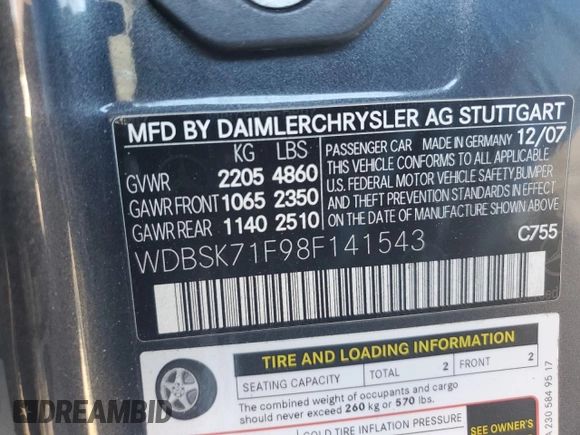 MFD BY DAIMLERCHRYSLER AG STUTTGART
KG LBS
GVWR 2205 4860
GAWR FRONT 1065 2350
GAWR REAR 1140 2510
PASSENGER CAR MADE IN GERMANY 12/07
THIS VEHICLE CONFORMS TO ALL APPLICABLE
U.S. FEDERAL MOTOR VEHICLE SAFETY, BUMPER
AND THEFT PREVENTION STANDARDS IN EFFECT
ON THE DATE OF MANUFACTURE SHOWN ABOVE.
WDBSK71F98F141543
C755
TIRE AND LOADING INFORMATION
SEATING CAPACITY TOTAL 2 FRONT 2
The combined weight of occupants and cargo
should never exceed 260 kg or 570 lbs.
COLD TIRE INFLATION PRESSURE
SEE OWNER'S
A 230 584 95 17
DREAMBID